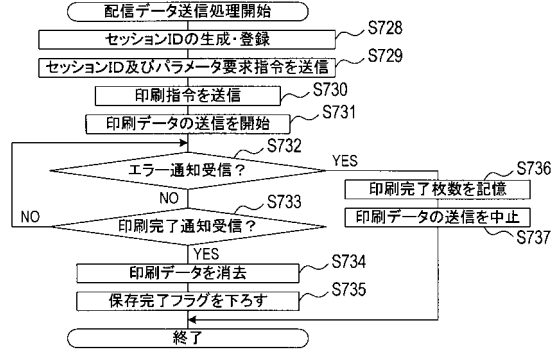 配信データ送信処理開始
S728
セッションIDの生成・登録
S729
セッションID及びパラメータ要求指令を送信
S730
印刷指令を送信
S731
印刷データの送信を開始
S732
エラー通知受信?
YES
NO
S736
印刷完了枚数を記憶
S733
印刷完了通知受信?
NO
YES
印刷データの送信を中止
S737
S734
印刷データを消去
S735
保存完了フラグを下ろす
終了